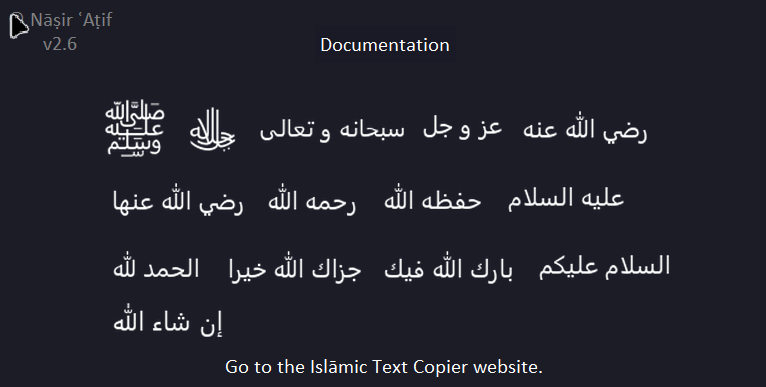 © Nāṣir ʿAṭif
v2.6
Documentation
ﷺ ﷻ سبحانه و تعالى عز و جل رضي الله عنه
رضي الله عنها رحمه الله حفظه الله عليه السلام
الحمد لله جزاك الله خيرا بارك الله فيك السلام عليكم
إن شاء الله
Go to the Islāmic Text Copier website.